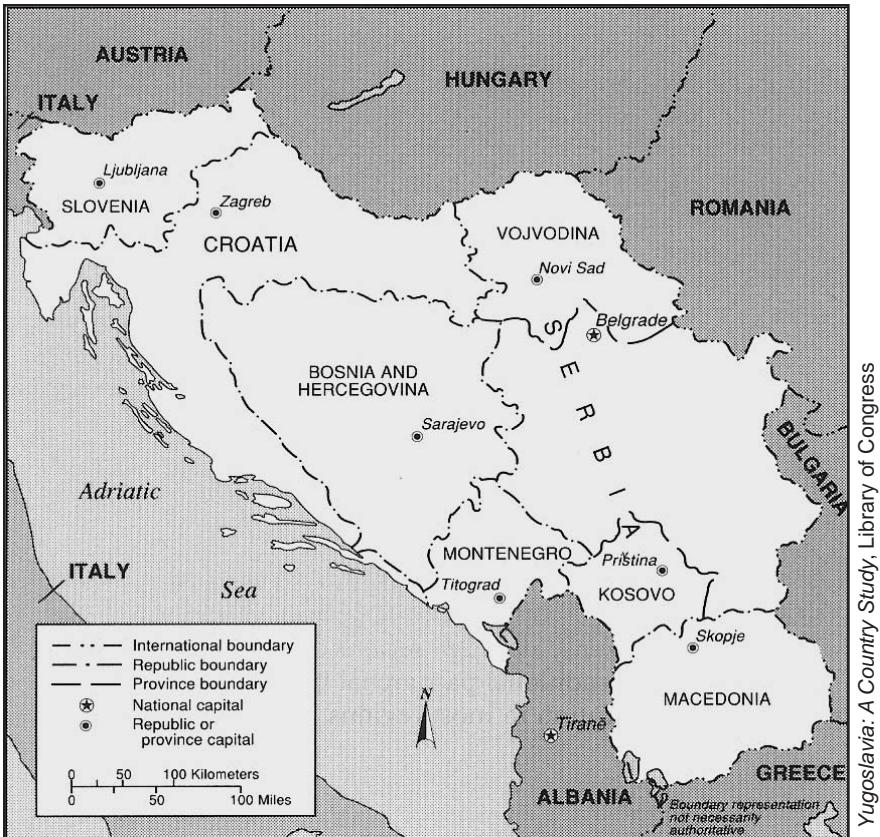 AUSTRIA
HUNGARY
ITALY
Ljubljana
SLOVENIA
Zagreb
CROATIA
ROMANIA
VOJVODINA
Novi Sad
Belgrade
SERBIA
BOSNIA AND
HERCEGOVINA
Sarajevo
BULGARIA
Adriatic
Sea
ITALY
MONTENEGRO
Titograd
Priština
KOSOVO
Skopje
MACEDONIA
Tiranë
ALBANIA
GREECE
International boundary
Republic boundary
Province boundary
National capital
Republic or
province capital
0 50 100 Kilometers
0 50 100 Miles
N
Boundary representation
not necessarily
authoritative
Yugoslavia: A Country Study, Library of Congress